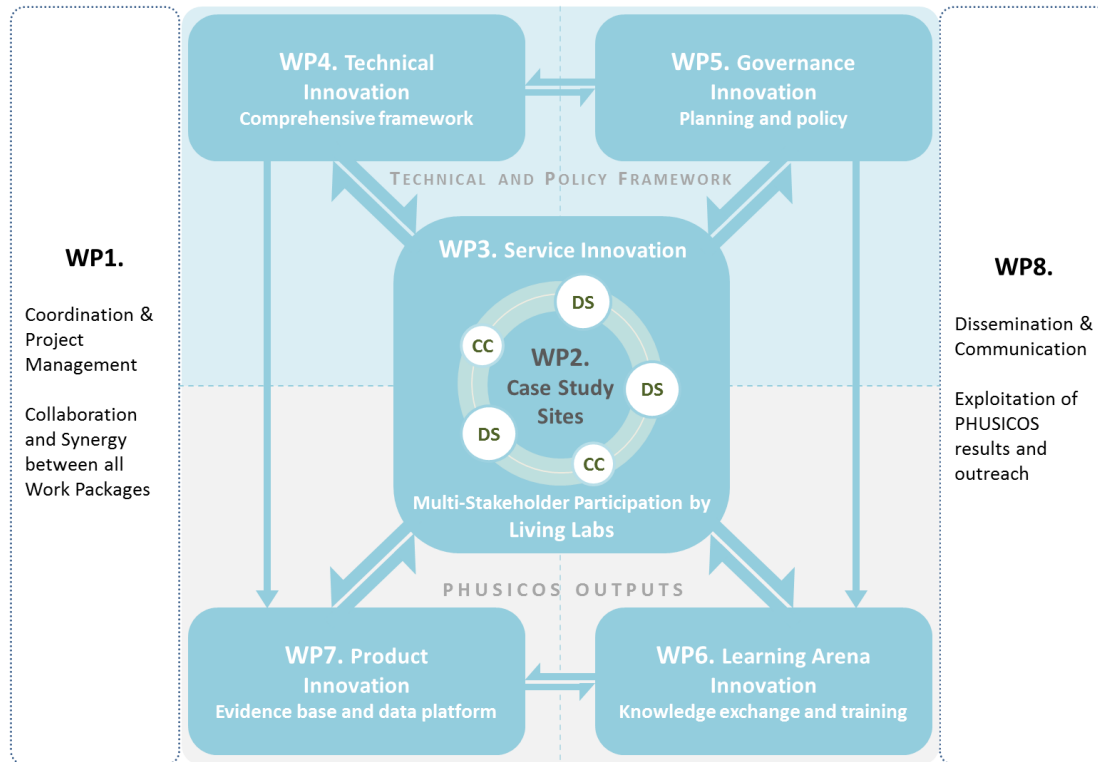 WP1.
Coordination &
Project
Management
Collaboration
and Synergy
between all
Work Packages
WP4. Technical
Innovation
Comprehensive framework
WP5. Governance
Innovation
Planning and policy
TECHNICAL AND POLICY FRAMEWORK
WP3. Service Innovation
DS
CC
WP2.
Case Study
Sites
DS
DS
CC
Multi-Stakeholder Participation by
Living Labs
PHUSICOS OUTPUTS
WP7. Product
Innovation
Evidence base and data platform
WP6. Learning Arena
Innovation
Knowledge exchange and training
WP8.
Dissemination &
Communication
Exploitation of
PHUSICOS
results and
outreach